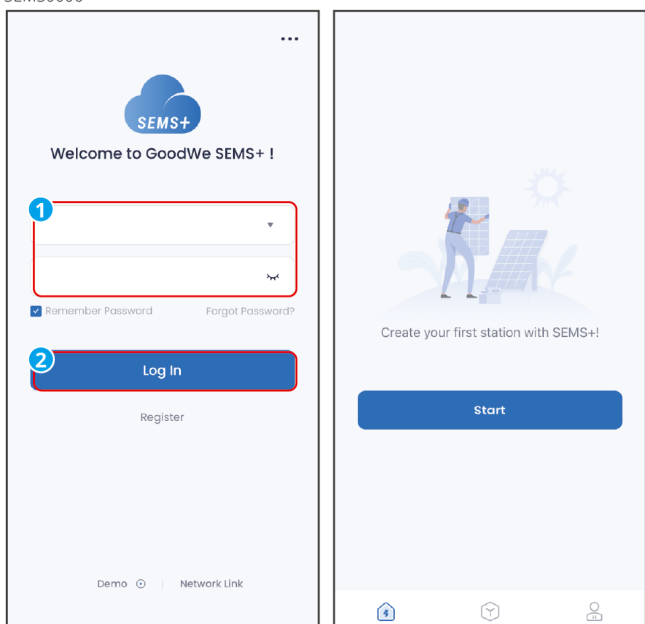 SEMS+
Welcome to GoodWe SEMS+ !
1
Remember Password
Forgot Password?
2
Log In
Register
Demo
Network Link
Create your first station with SEMS+!
Start